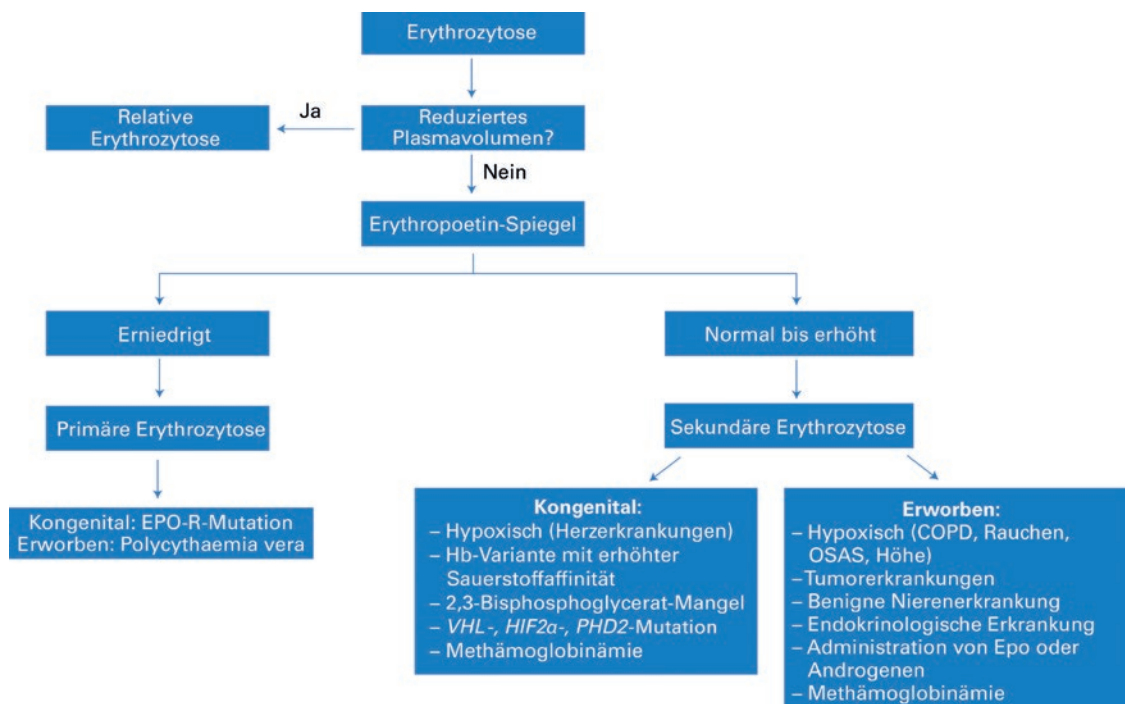 Erythrozytose
Ja
Relative
Erythrozytose
Reduziertes
Plasmavolumen?
Nein
Erythropoetin-Spiegel
Erniedrigt
Normal bis erhöht
Primäre Erythrozytose
Sekundäre Erythrozytose
Kongenital: EPO-R-Mutation
Erworben: Polycythaemia vera
Kongenital:
– Hypoxisch (Herzerkrankungen)
– Hb-Variante mit erhöhter
Sauerstoffaffinität
– 2,3-Bisphosphoglycerat-Mangel
– VHL-, HIF2α-, PHD2-Mutation
– Methämoglobinämie
Erworben:
– Hypoxisch (COPD, Rauchen,
OSAS, Höhe)
– Tumorerkrankungen
– Benigne Nierenerkrankung
– Endokrinologische Erkrankung
– Administration von Epo oder
Androgenen
– Methämoglobinämie